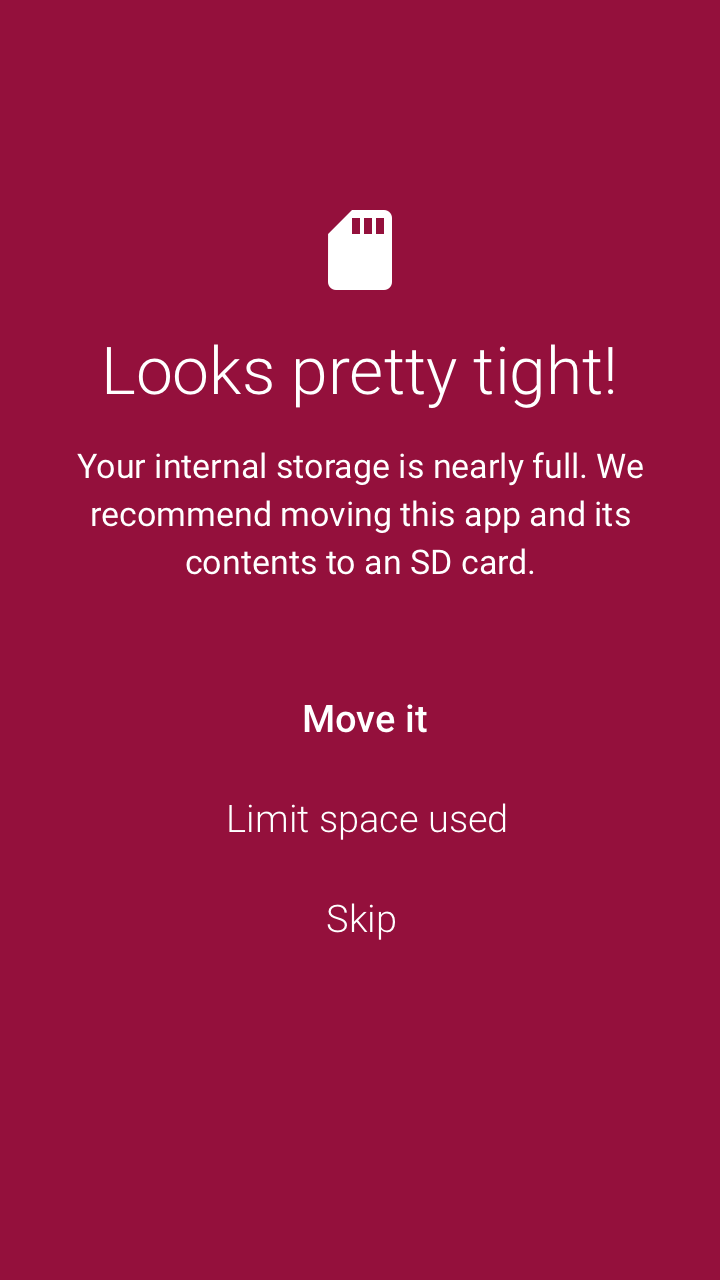 Looks pretty tight!
Your internal storage is nearly full. We
recommend moving this app and its
contents to an SD card.
Move it
Limit space used
Skip